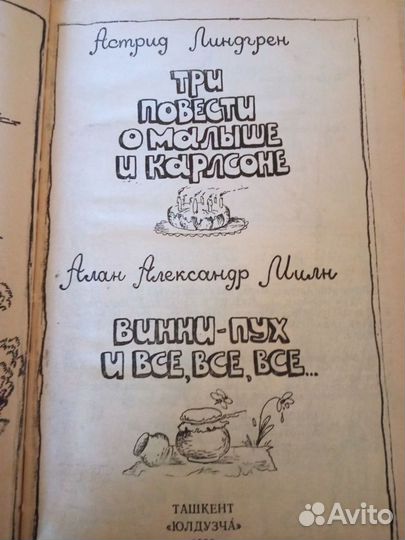 Астрид Линдгрен
ТРИ
ПОВЕСТИ
О МАЛЫШЕ
И КАРЛСОНЕ
Алан Александр Милн
ВИННИ-ПУХ
И ВСЕ, ВСЕ, ВСЕ...
ТАШКЕНТ
«ЮЛДУЗЧА́»
Avito